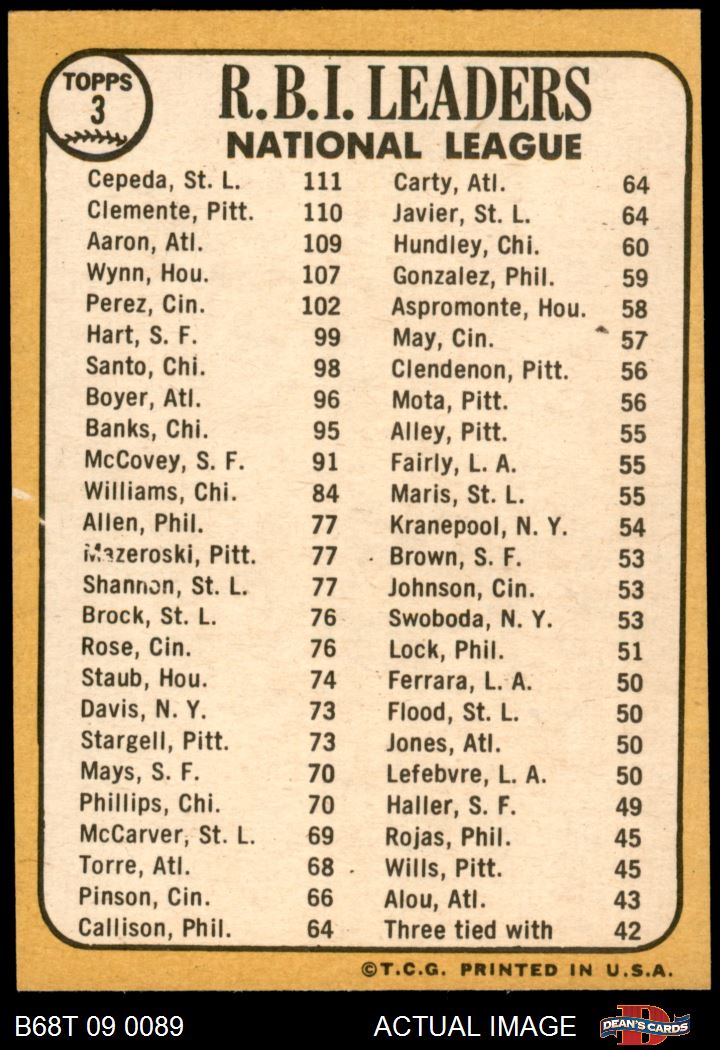 TOPPS
3
R.B.I. LEADERS
NATIONAL LEAGUE
Cepeda, St. L. 111
Clemente, Pitt. 110
Aaron, Atl. 109
Wynn, Hou. 107
Perez, Cin. 102
Hart, S. F. 99
Santo, Chi. 98
Boyer, Atl. 96
Banks, Chi. 95
McCovey, S. F. 91
Williams, Chi. 84
Allen, Phil. 77
Mazeroski, Pitt. 77
Shannon, St. L. 77
Brock, St. L. 76
Rose, Cin. 76
Staub, Hou. 74
Davis, N. Y. 73
Stargell, Pitt. 73
Mays, S. F. 70
Phillips, Chi. 70
McCarver, St. L. 69
Torre, Atl. 68
Pinson, Cin. 66
Callison, Phil. 64
Carty, Atl. 64
Javier, St. L. 64
Hundley, Chi. 60
Gonzalez, Phil. 59
Aspromonte, Hou. 58
May, Cin. 57
Clendenon, Pitt. 56
Mota, Pitt. 56
Alley, Pitt. 55
Fairly, L. A. 55
Maris, St. L. 55
Kranepool, N. Y. 54
Brown, S. F. 53
Johnson, Cin. 53
Swoboda, N. Y. 53
Lock, Phil. 51
Ferrara, L. A. 50
Flood, St. L. 50
Jones, Atl. 50
Lefebvre, L. A. 50
Haller, S. F. 49
Rojas, Phil. 45
Wills, Pitt. 45
Alou, Atl. 43
Three tied with 42
©T.C.G. PRINTED IN U.S.A.
B68T 09 0089 ACTUAL IMAGE
D
DEAN'S CARDS